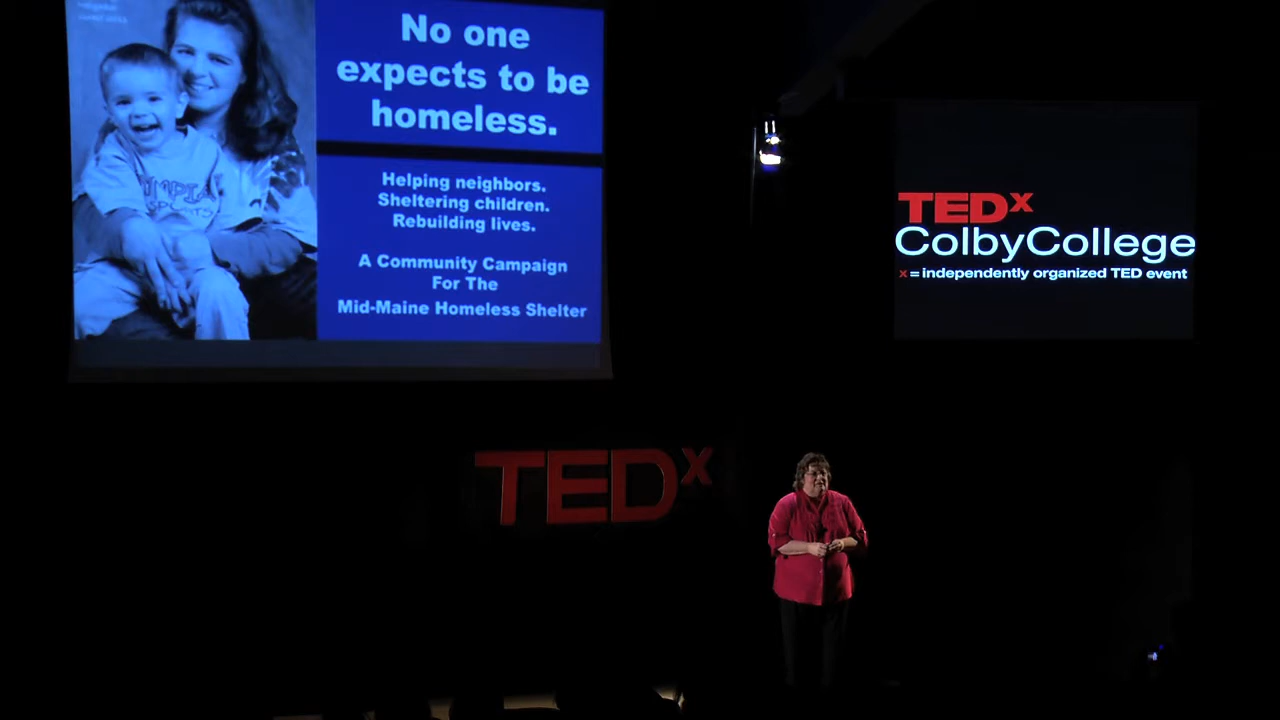 No one
expects to be
homeless.
Helping neighbors.
Sheltering children.
Rebuilding lives.
A Community Campaign
For The
Mid-Maine Homeless Shelter
TEDx
ColbyCollege
x = independently organized TED event
TEDx